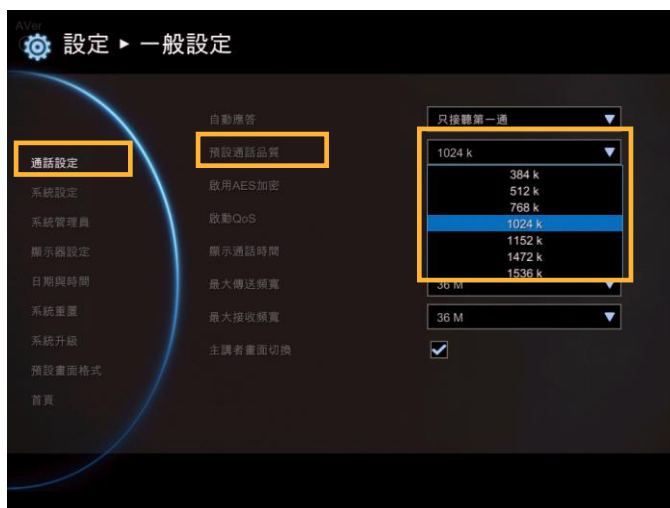 AVer
設定 ▸ 一般設定
自動應答
只接聽第一通
通話設定
預設通話品質
1024 k
384 k
系統設定
啟用AES加密
512 k
768 k
系統管理員
啟動QoS
1024 k
1152 k
顯示器設定
顯示通話時間
1472 k
1536 k
日期與時間
最大傳送頻寬
36 M
系統重置
最大接收頻寬
36 M
系統升級
主講者畫面切換
預設畫面格式
首頁